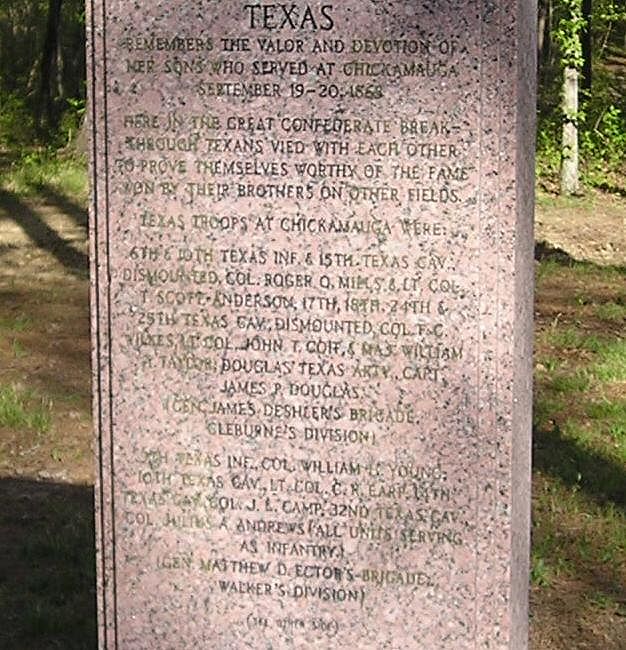 TEXAS
REMEMBERS THE VALOR AND DEVOTION OF
HER SONS WHO SERVED AT CHICKAMAUGA
SEPTEMBER 19-20, 1863
HERE IN THE GREAT CONFEDERATE BREAK-
THROUGH TEXANS VIED WITH EACH OTHER
TO PROVE THEMSELVES WORTHY OF THE FAME
WON BY THEIR BROTHERS ON OTHER FIELDS.
TEXAS TROOPS AT CHICKAMAUGA WERE:
6TH & 10TH TEXAS INF. & 15TH TEXAS CAV.,
DISMOUNTED, COL. ROGER Q. MILLS & LT. COL.
T. SCOTT ANDERSON, 17TH, 18TH, 24TH &
25TH TEXAS CAV., DISMOUNTED, COL. F. C.
WILKES, LT. COL. JOHN T. COIT, & MAJ. WILLIAM
A. TAYLOR; DOUGLAS' TEXAS ARTY., CAPT.
JAMES P. DOUGLAS.
(GEN. JAMES DESHLER'S BRIGADE,
CLEBURNE'S DIVISION)
9TH TEXAS INF., COL. WILLIAM H. YOUNG,
10TH TEXAS CAV., LT. COL. C. R. EARP, 14TH
TEXAS CAV. COL. J. L. CAMP, 32ND TEXAS CAV.,
COL. JULIUS A. ANDREWS (ALL UNITS SERVING
AS INFANTRY.)
(GEN. MATTHEW D. ECTOR'S BRIGADE,
WALKER'S DIVISION)
(SEE OTHER SIDE)